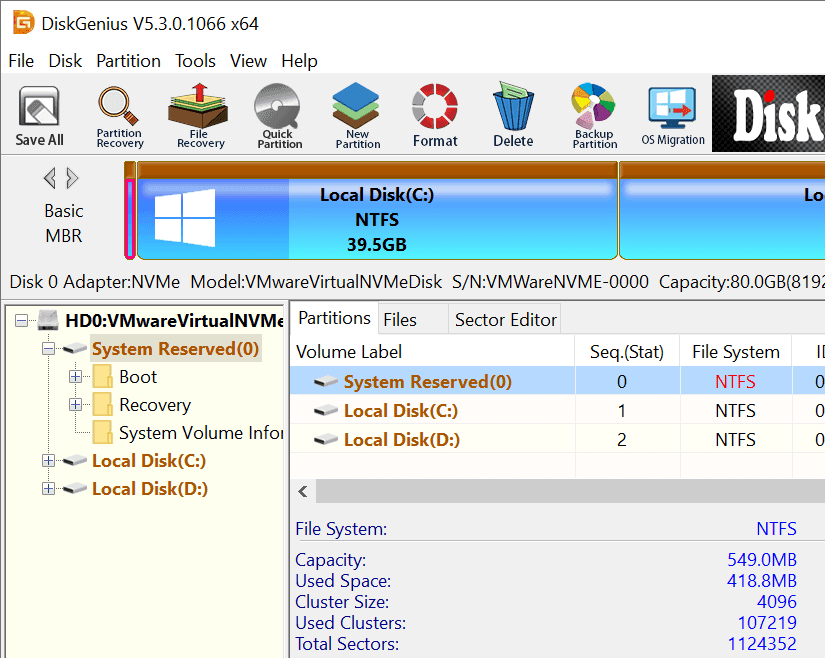 DiskGenius V5.3.0.1066 x64
File Disk Partition Tools View Help
Save All
Partition
Recovery
File
Recovery
Quick
Partition
New
Partition
Format
Delete
Backup
Partition
OS Migration
Disk
Basic
MBR
Local Disk(C:)
NTFS
39.5GB
Lo
Disk 0 Adapter:NVMe Model:VMwareVirtualNVMeDisk S/N:VMWareNVME-0000 Capacity:80.0GB(8192
HD0:VMwareVirtualNVMe
System Reserved(0)
Boot
Recovery
System Volume Infor
Local Disk(C:)
Local Disk(D:)
Partitions Files Sector Editor
Volume Label Seq.(Stat) File System ID
System Reserved(0) 0 NTFS 0
Local Disk(C:) 1 NTFS 0
Local Disk(D:) 2 NTFS 0
File System: NTFS
Capacity: 549.0MB
Used Space: 418.8MB
Cluster Size: 4096
Used Clusters: 107219
Total Sectors: 1124352